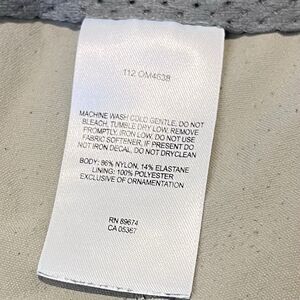 112 OM4638
MACHINE WASH COLD GENTLE, DO NOT
BLEACH, TUMBLE DRY LOW, REMOVE
PROMPTLY, IRON LOW, DO NOT USE
FABRIC SOFTENER, IF PRESENT DO
NOT IRON DECAL, DO NOT DRYCLEAN
BODY: 86% NYLON, 14% ELASTANE
LINING: 100% POLYESTER
EXCLUSIVE OF ORNAMENTATION
RN 89674
CA 05367